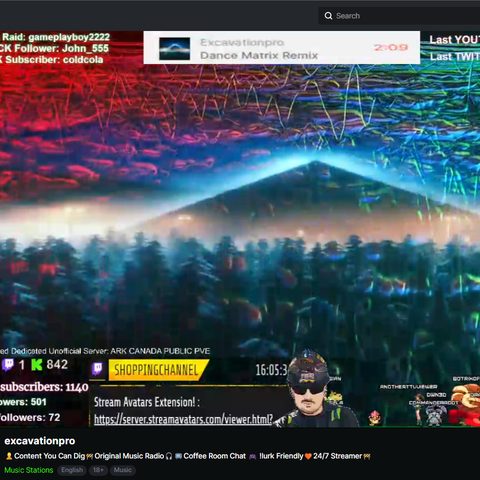 Search
Raid: gameplayboy2222
CK Follower: John_555
K Subscriber: coldcola
Excavationpro
Dance Matrix Remix
2:09
Last YOUT
Last TWIT
ed Dedicated Unofficial Server: ARK CANADA PUBLIC PVE
1 842
SHOPPINGCHANNEL
16:05:3
subscribers: 1140
owers: 501
followers: 72
Stream Avatars Extension! :
https://server.streamavatars.com/viewer.html?
ANOTHERTTVVIEWER
COMMANDERROOT
excavationpro
Content You Can Dig Original Music Radio Coffee Room Chat !lurk Friendly 24/7 Streamer
Music Stations English 18+ Music